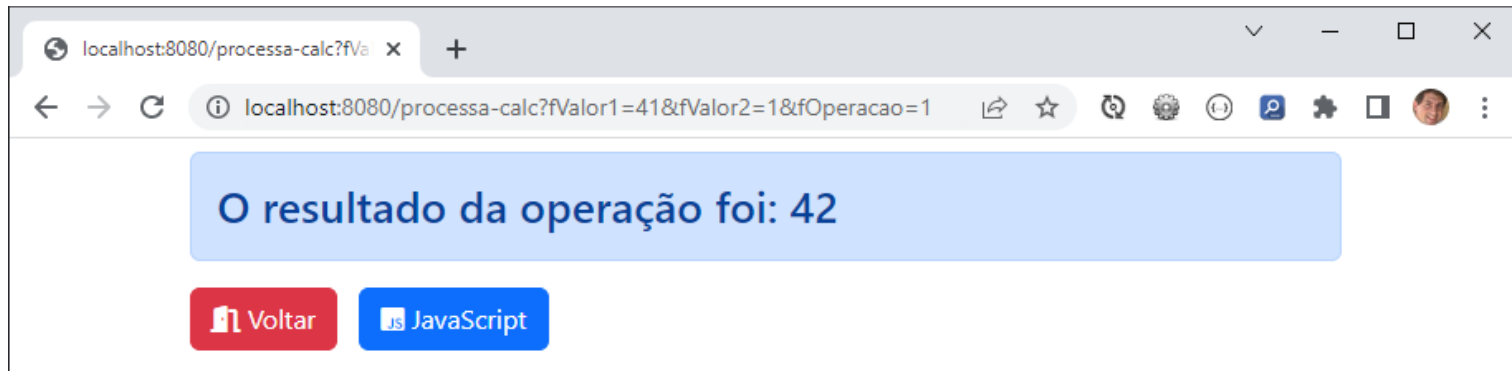 localhost:8080/processa-calc?fVa
localhost:8080/processa-calc?fValor1=41&fValor2=1&fOperacao=1
O resultado da operação foi: 42
Voltar
JS JavaScript